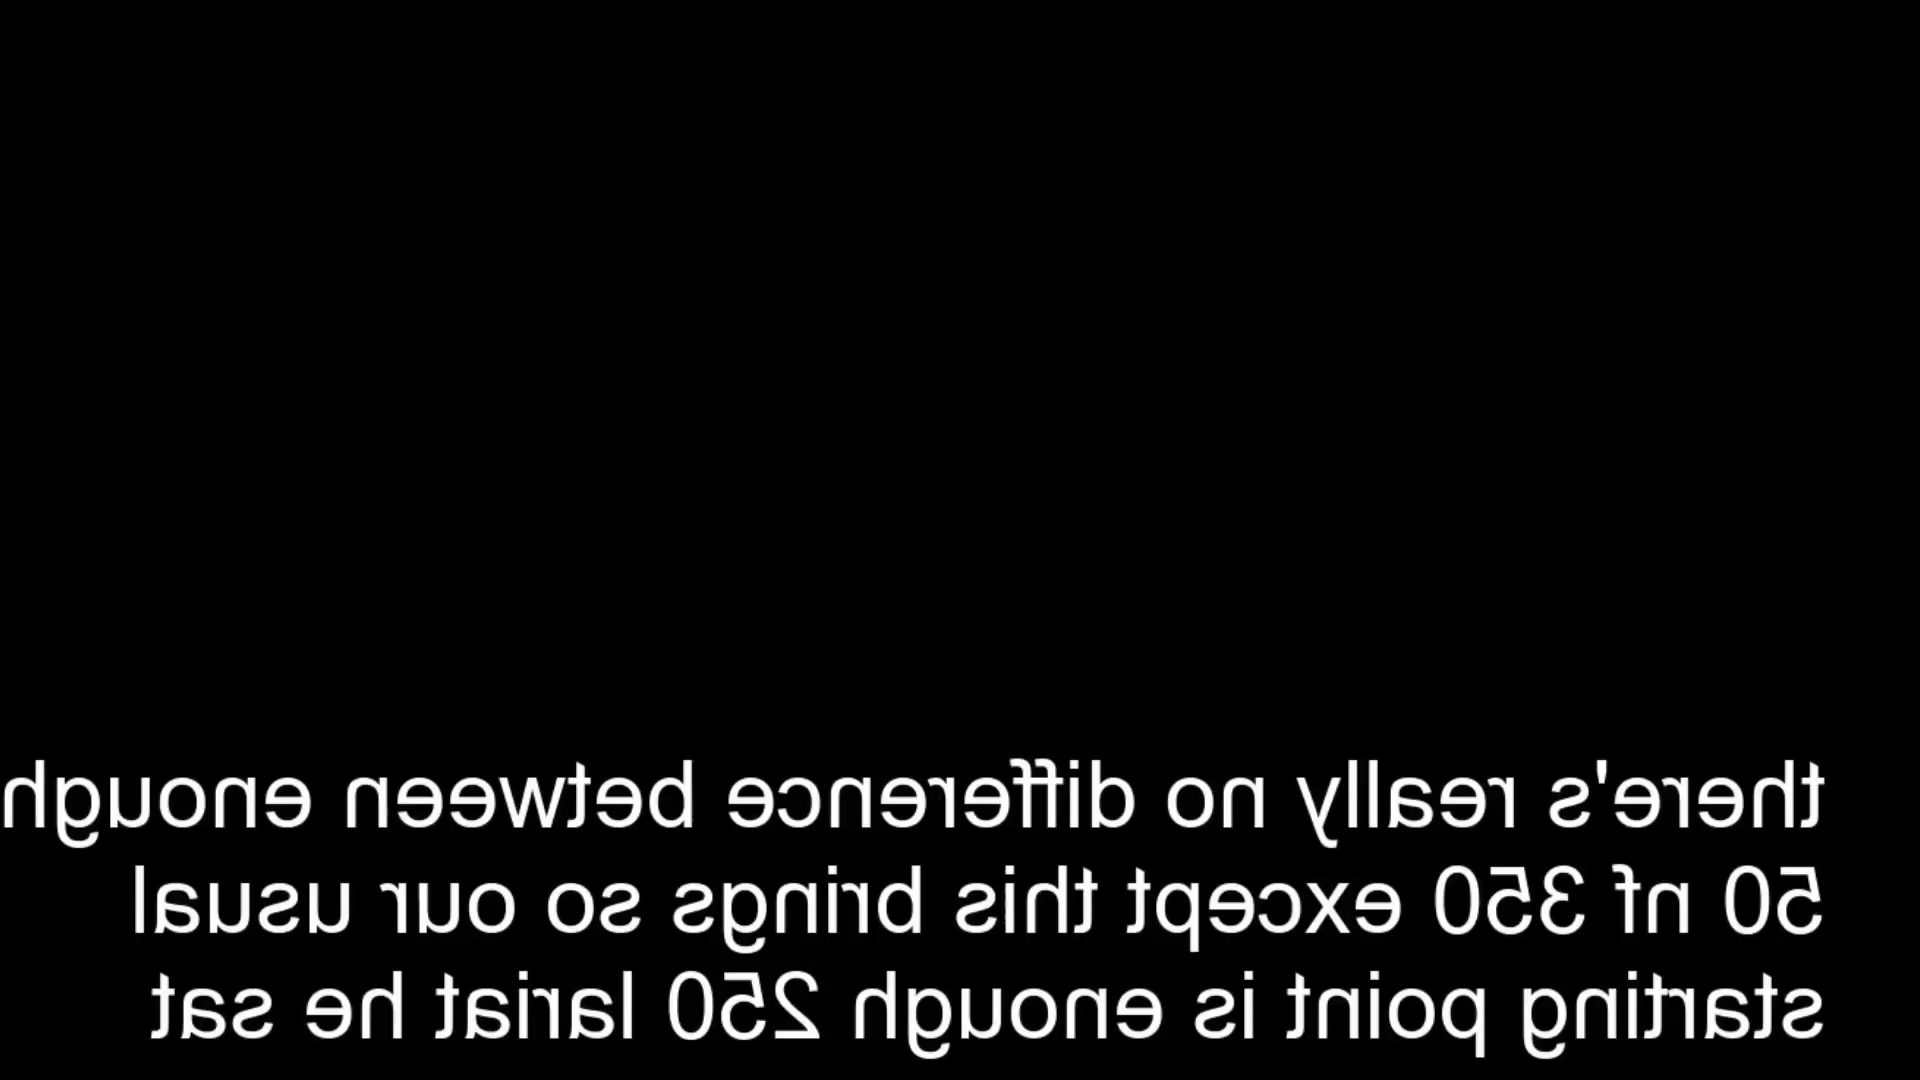 there's really no difference between enough
50 nf 350 except this brings so our usual
starting point is enough 250 lariat he sat